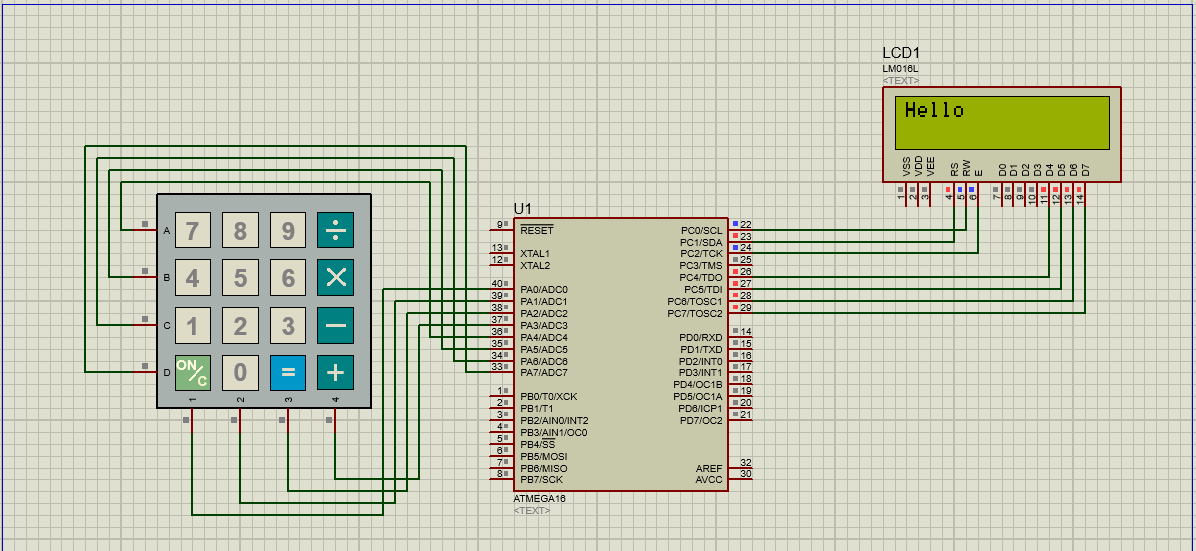 LCD1
LM016L
<TEXT>
Hello
VSS VDD VEE RS RW E D0 D1 D2 D3 D4 D5 D6 D7
1 2 3 4 5 6 7 8 9 10 11 12 13 14
A 7 8 9 ÷
B 4 5 6 ×
C 1 2 3 −
D ON/C 0 = +
1 2 3 4
U1
9 RESET
13 XTAL1
12 XTAL2
40 PA0/ADC0
39 PA1/ADC1
38 PA2/ADC2
37 PA3/ADC3
36 PA4/ADC4
35 PA5/ADC5
34 PA6/ADC6
33 PA7/ADC7
1 PB0/T0/XCK
2 PB1/T1
3 PB2/AIN0/INT2
4 PB3/AIN1/OC0
5 PB4/SS
6 PB5/MOSI
7 PB6/MISO
8 PB7/SCK
PC0/SCL 22
PC1/SDA 23
PC2/TCK 24
PC3/TMS 25
PC4/TDO 26
PC5/TDI 27
PC6/TOSC1 28
PC7/TOSC2 29
PD0/RXD 14
PD1/TXD 15
PD2/INT0 16
PD3/INT1 17
PD4/OC1B 18
PD5/OC1A 19
PD6/ICP1 20
PD7/OC2 21
AREF 32
AVCC 30
ATMEGA16
<TEXT>